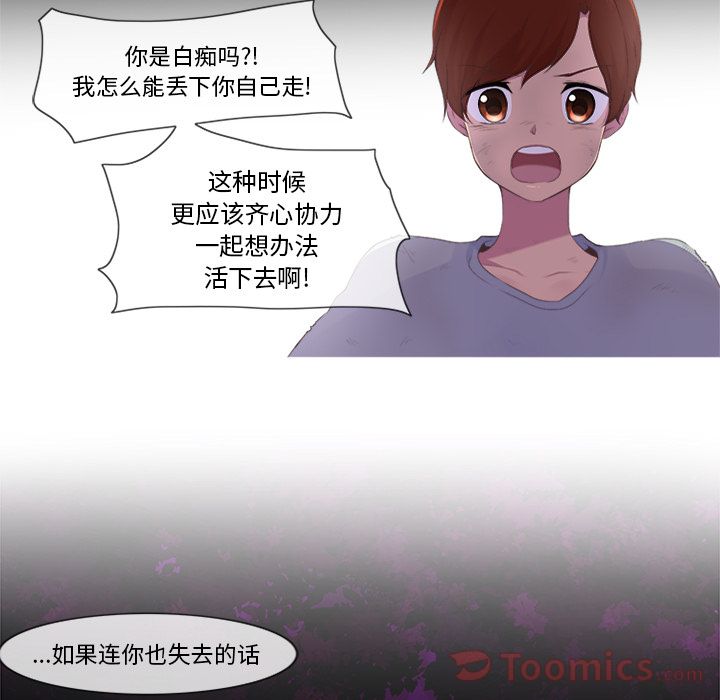 你是白痴吗?!
我怎么能丢下你自己走!
这种时候
更应该齐心协力
一起想办法
活下去啊!
...如果连你也失去的话
Toomics.com